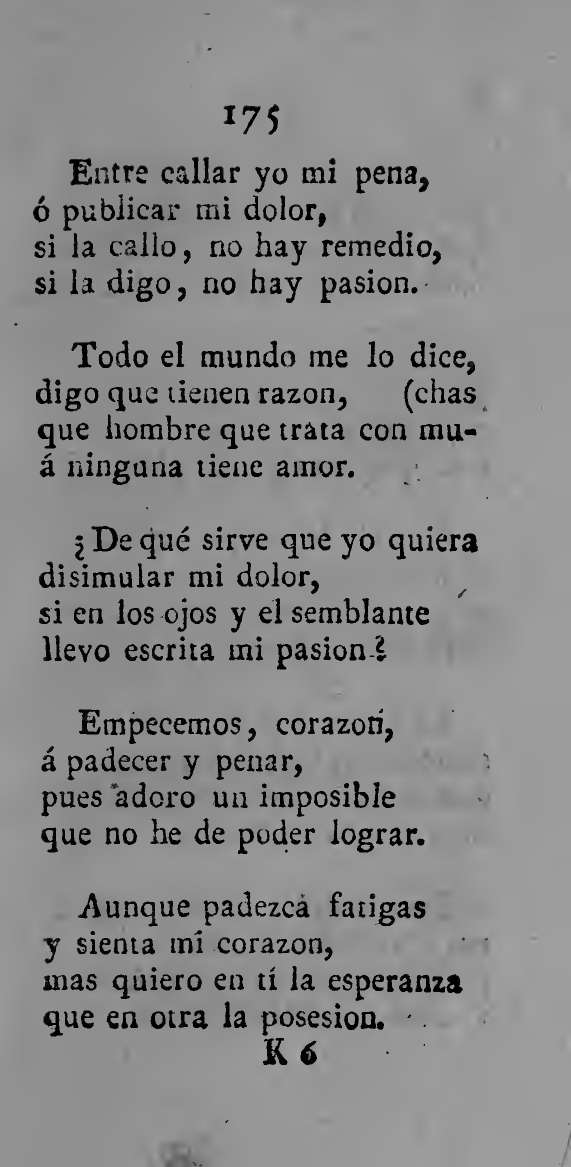 175
Entre callar yo mi pena,
ó publicar mi dolor,
si la callo, no hay remedio,
si la digo, no hay pasion.
Todo el mundo me lo dice,
digo que tienen razon, (chas
que hombre que trata con mu-
á ninguna tiene amor.
¿De qué sirve que yo quiera
disimular mi dolor,
si en los ojos y el semblante
llevo escrita mi pasion?
Empecemos, corazon,
á padecer y penar,
pues adoro un imposible
que no he de poder lograr.
Aunque padezca fatigas
y sienta mi corazon,
mas quiero en tí la esperanza
que en otra la posesion.
K 6